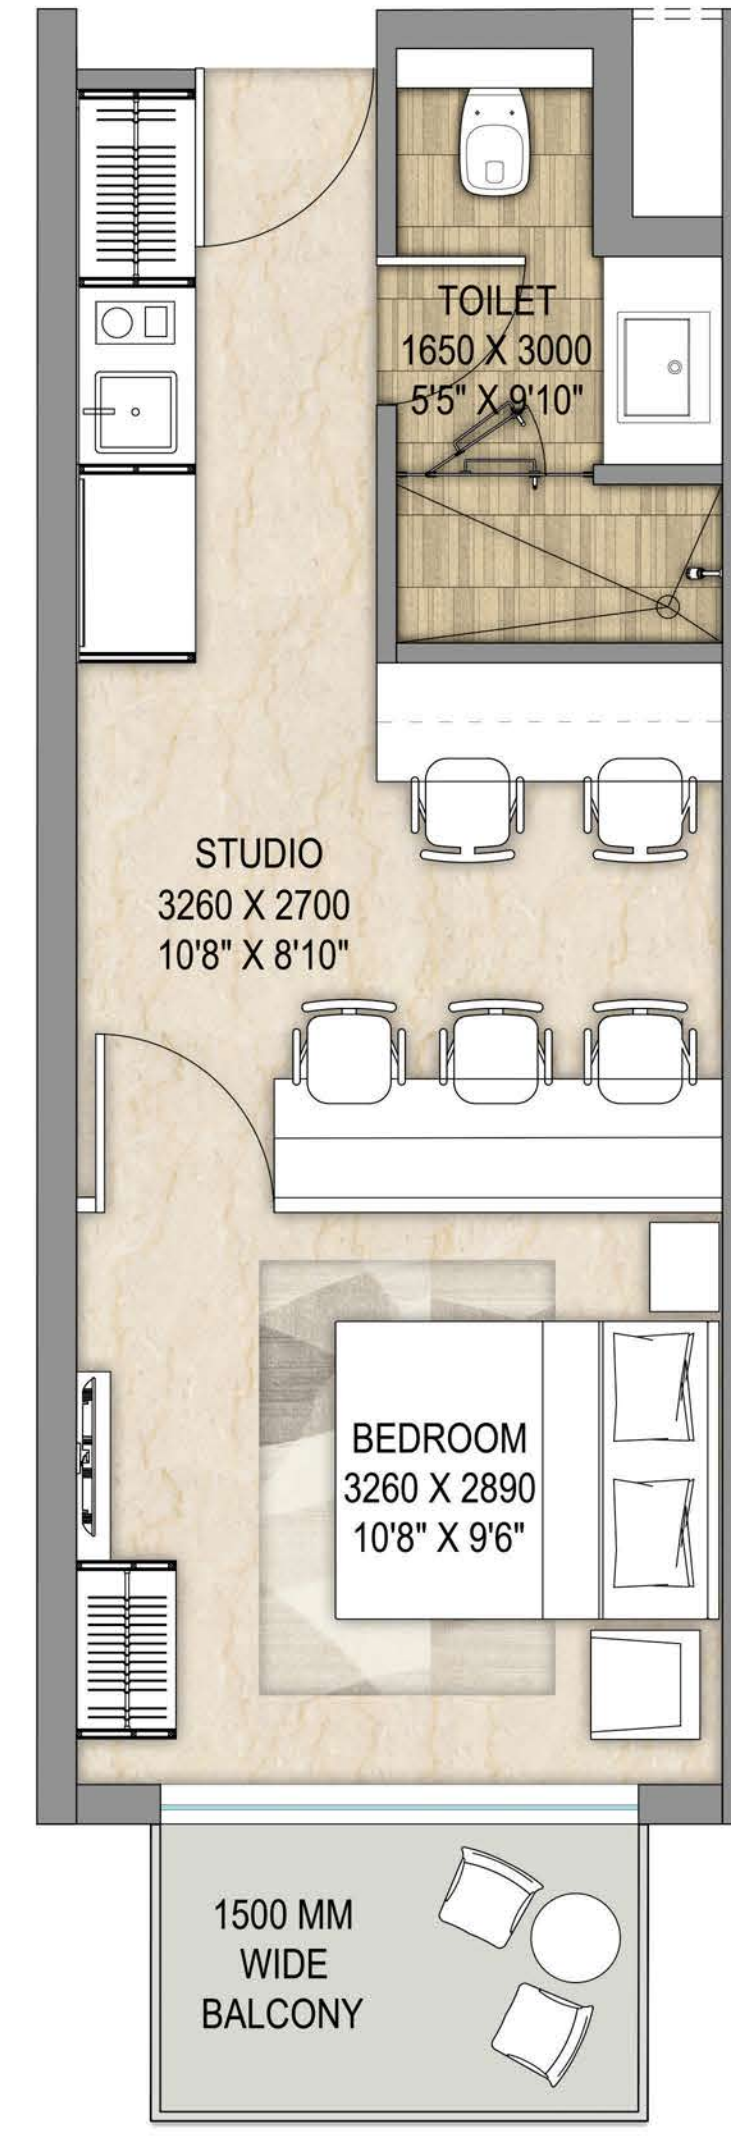 TOILET
1650 X 3000
5'5" X 9'10"
STUDIO
3260 X 2700
10'8" X 8'10"
BEDROOM
3260 X 2890
10'8" X 9'6"
1500 MM
WIDE
BALCONY